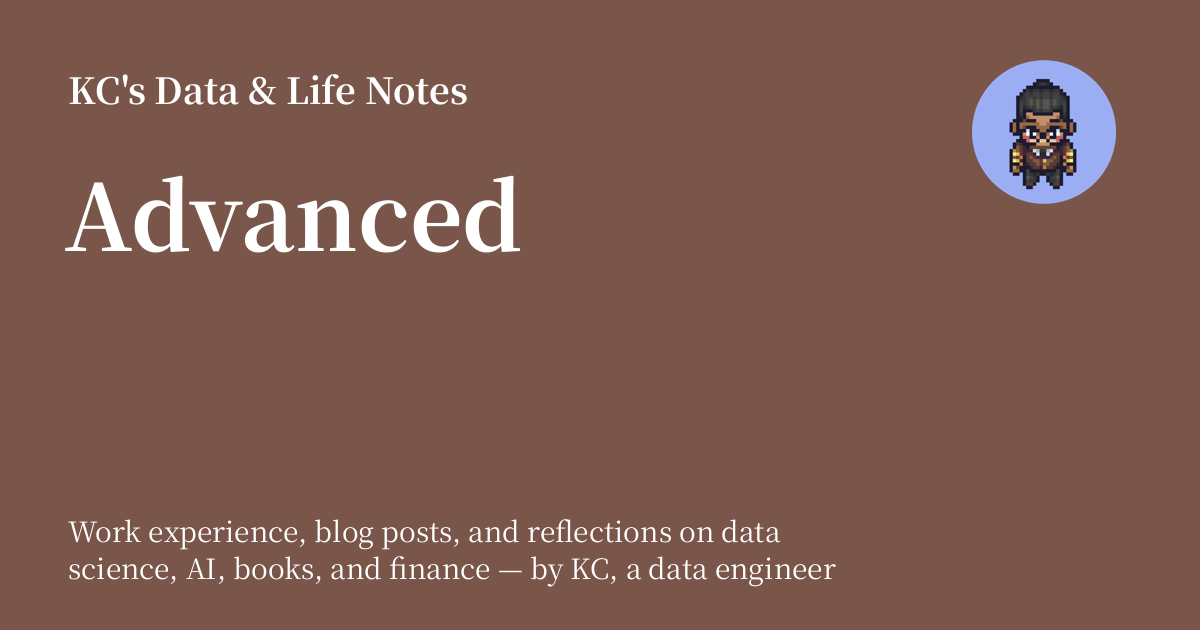 KC's Data & Life Notes
Advanced
Work experience, blog posts, and reflections on data
science, AI, books, and finance — by KC, a data engineer